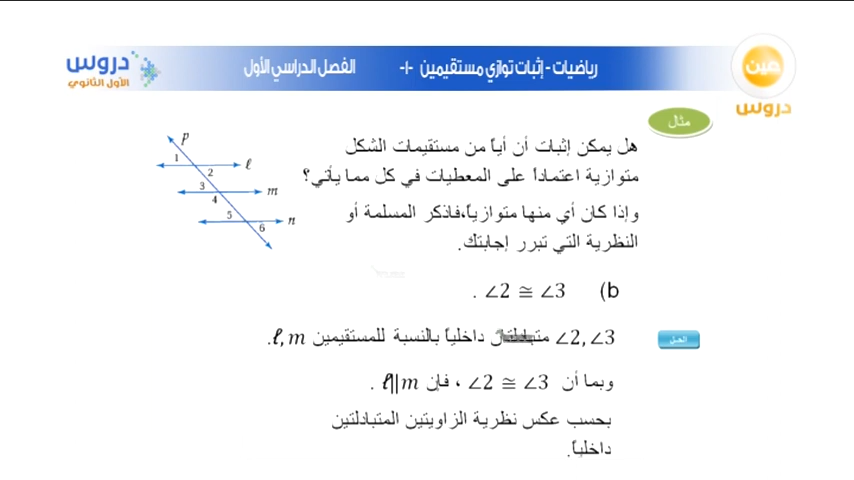 رياضيات - إثبات توازي مستقيمين -١- الفصل الدراسي الأول
دروس
الأول الثانوي
عين
دروس
مثال
هل يمكن إثبات أن أياً من مستقيمات الشكل
متوازية اعتماداً على المعطيات في كل مما يأتي؟
وإذا كان أي منها متوازياً،فاذكر المسلمة أو
النظرية التي تبرر إجابتك.
p
1
ℓ
2
3
m
4
5
n
6
b) ∠2 ≅ ∠3 .
الحل
∠2, ∠3 متبادلتان داخلياً بالنسبة للمستقيمين ℓ, m.
وبما أن ∠2 ≅ ∠3 ، فإن ℓ||m .
بحسب عكس نظرية الزاويتين المتبادلتين
داخلياً.